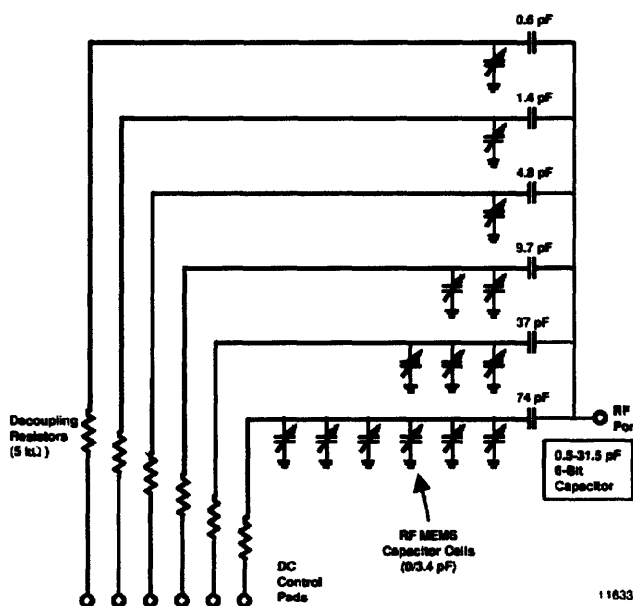 0.6 pF
1.4 pF
4.8 pF
9.7 pF
37 pF
74 pF
RF
Por
Decoupling
Resistors
(5 kΩ)
0.5-31.5 pF
6-Bit
Capacitor
RF MEMS
Capacitor Cells
(0/3.4 pF)
DC
Control
Pads
11633